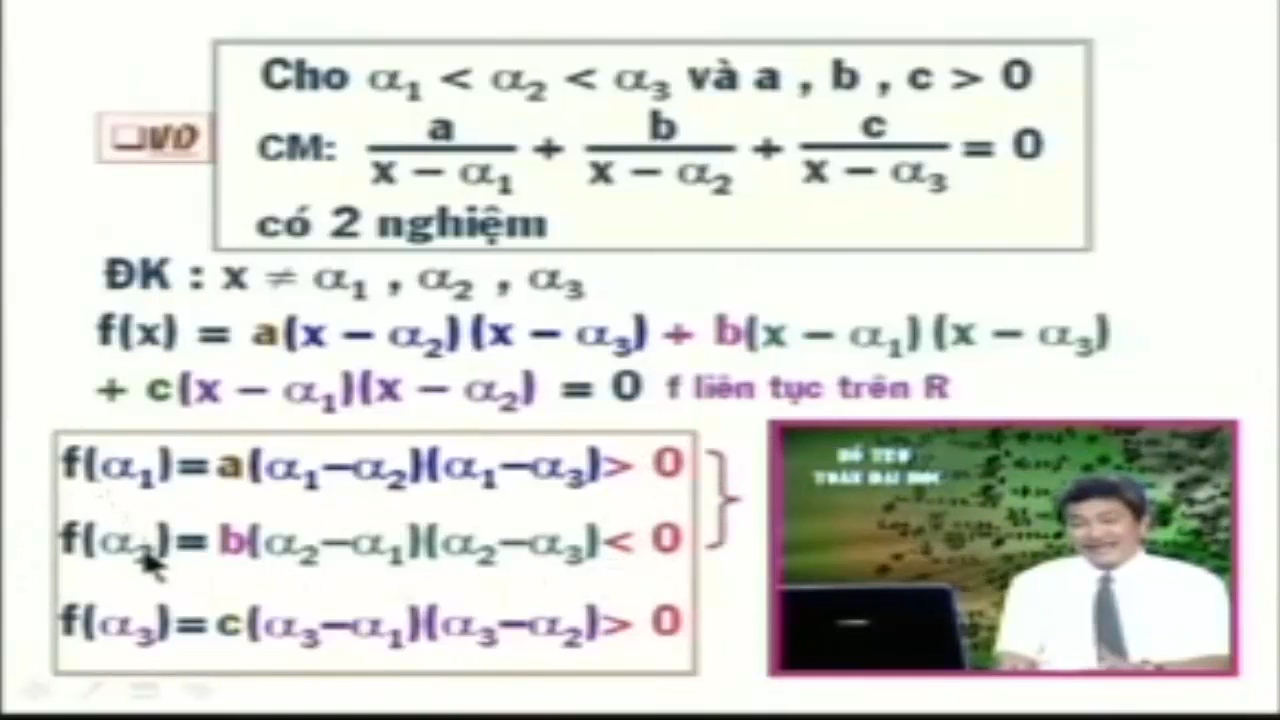 Cho α₁ < α₂ < α₃ và a , b , c > 0
❑VD
CM: a/(x − α₁) + b/(x − α₂) + c/(x − α₃) = 0
có 2 nghiệm
ĐK : x ≠ α₁ , α₂ , α₃
f(x) = a(x − α₂)(x − α₃) + b(x − α₁)(x − α₃)
+ c(x − α₁)(x − α₂) = 0 f liên tục trên R
f(α₁)=a(α₁−α₂)(α₁−α₃)> 0
f(α₂)= b(α₂−α₁)(α₂−α₃)< 0
f(α₃)=c(α₃−α₁)(α₃−α₂)> 0